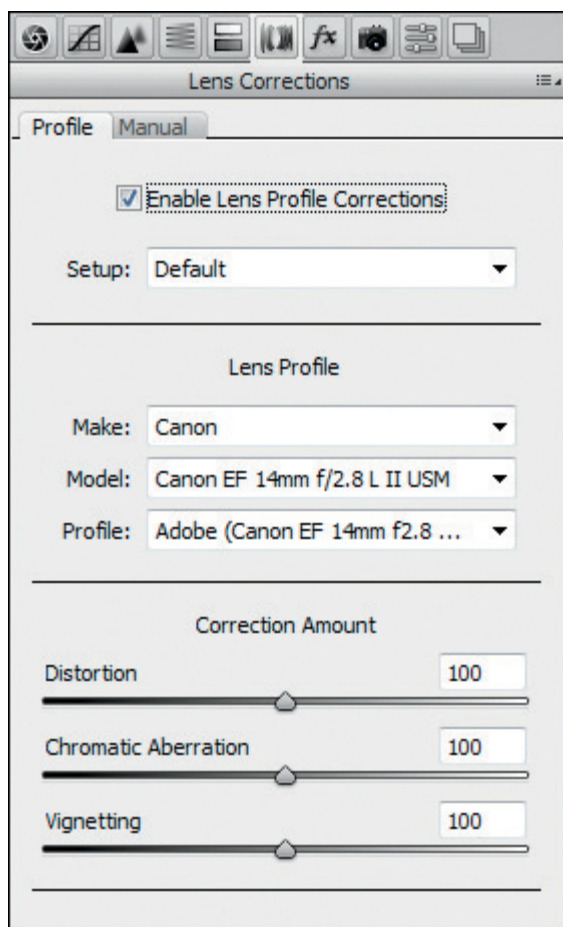 fx
Lens Corrections
Profile Manual
Enable Lens Profile Corrections
Setup: Default
Lens Profile
Make: Canon
Model: Canon EF 14mm f/2.8 L II USM
Profile: Adobe (Canon EF 14mm f2.8 ...
Correction Amount
Distortion 100
Chromatic Aberration 100
Vignetting 100